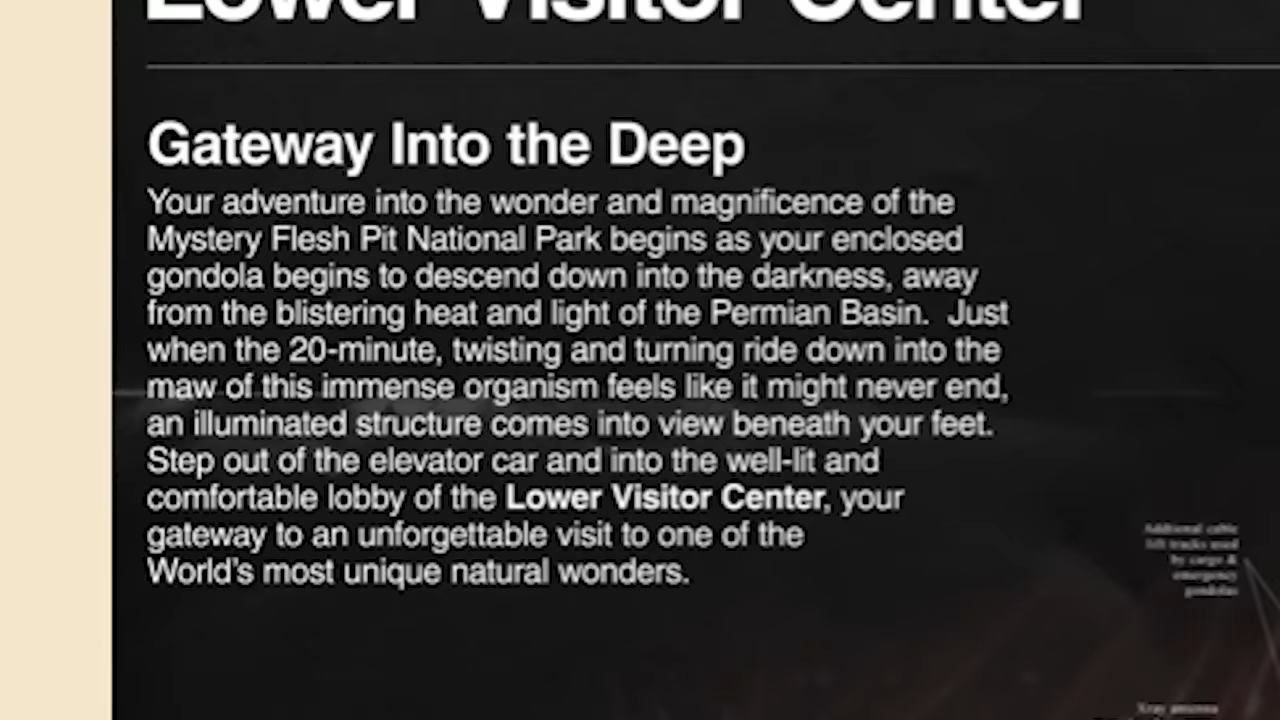 Lower Visitor Center
Gateway Into the Deep
Your adventure into the wonder and magnificence of the
Mystery Flesh Pit National Park begins as your enclosed
gondola begins to descend down into the darkness, away
from the blistering heat and light of the Permian Basin.  Just
when the 20-minute, twisting and turning ride down into the
maw of this immense organism feels like it might never end,
an illuminated structure comes into view beneath your feet.
Step out of the elevator car and into the well-lit and
comfortable lobby of the Lower Visitor Center, your
gateway to an unforgettable visit to one of the
World's most unique natural wonders.
Additional cable
lift tracks used
by cargo &
emergency
gondolas
Xray antenna